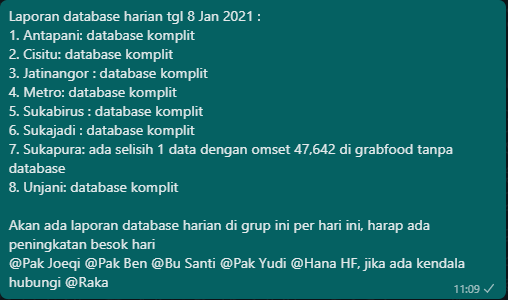 Laporan database harian tgl 8 Jan 2021 :
1. Antapani: database komplit
2. Cisitu: database komplit
3. Jatinangor : database komplit
4. Metro: database komplit
5. Sukabirus : database komplit
6. Sukajadi : database komplit
7. Sukapura: ada selisih 1 data dengan omset 47,642 di grabfood tanpa
database
8. Unjani: database komplit
Akan ada laporan database harian di grup ini per hari ini, harap ada
peningkatan besok hari
@Pak Joeqi @Pak Ben @Bu Santi @Pak Yudi @Hana HF, jika ada kendala
hubungi @Raka
11:09